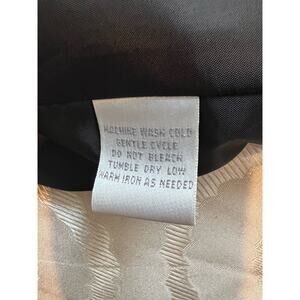 MACHINE WASH COLD
GENTLE CYCLE
DO NOT BLEACH
TUMBLE DRY LOW
WARM IRON AS NEEDED